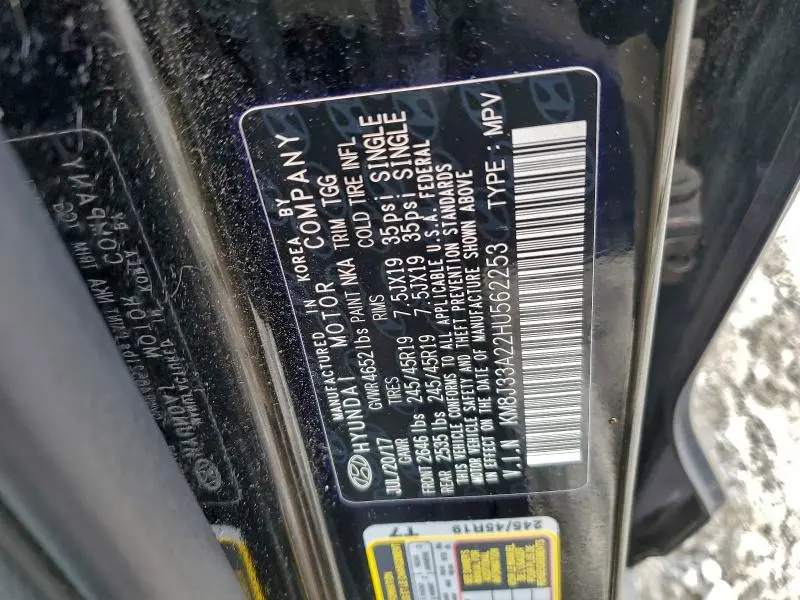 MANUFACTURED IN KOREA BY
HYUNDAI MOTOR COMPANY
JUL/20/17 GVWR 4652 lbs PAINT NKA TRIM TGG
GAWR TIRES RIMS COLD TIRE INFL
FRONT 2646 lbs 245/45R19 7.5JX19 35psi SINGLE
REAR 2535 lbs 245/45R19 7.5JX19 35psi SINGLE
THIS VEHICLE CONFORMS TO ALL APPLICABLE U.S.A. FEDERAL
MOTOR VEHICLE SAFETY AND THEFT PREVENTION STANDARDS
IN EFFECT ON THE DATE OF MANUFACTURE SHOWN ABOVE
V.I.N KM8J33A22HU562253 TYPE : MPV
T7
245/45R19